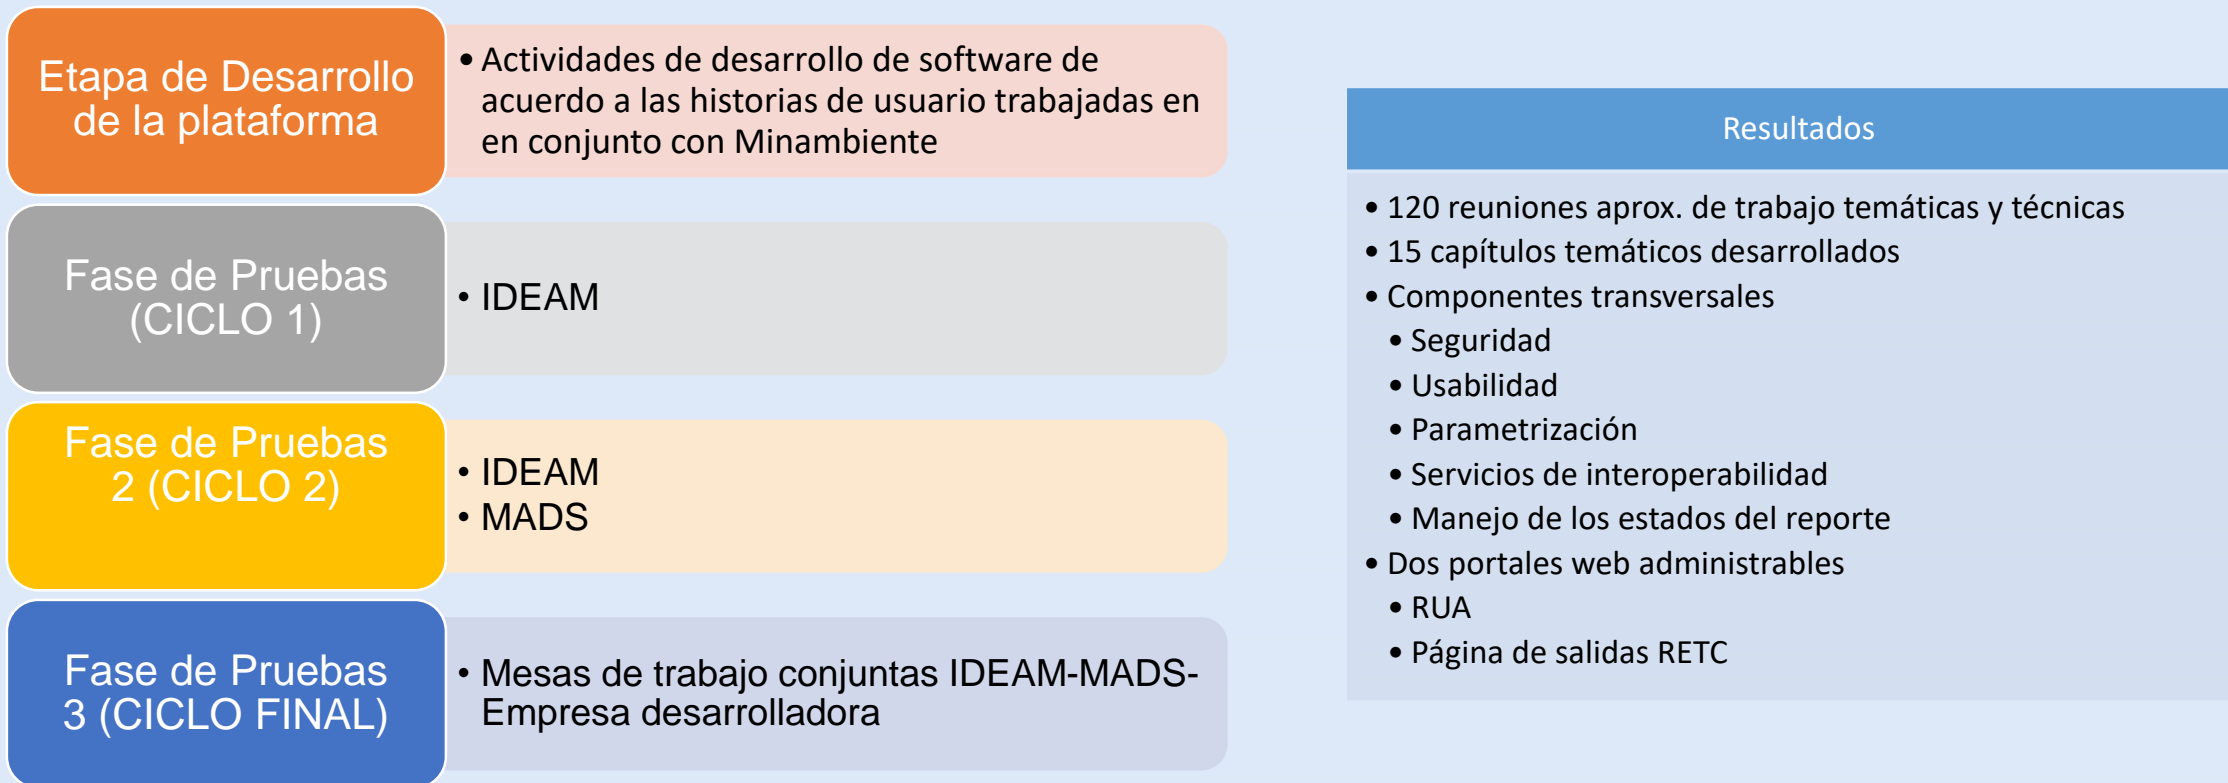 Etapa de Desarrollo
de la plataforma
• Actividades de desarrollo de software de
acuerdo a las historias de usuario trabajadas en
en conjunto con Minambiente
Fase de Pruebas
(CICLO 1)
• IDEAM
Fase de Pruebas
2 (CICLO 2)
• IDEAM
• MADS
Fase de Pruebas
3 (CICLO FINAL)
• Mesas de trabajo conjuntas IDEAM-MADS-
Empresa desarrolladora
Resultados
• 120 reuniones aprox. de trabajo temáticas y técnicas
• 15 capítulos temáticos desarrollados
• Componentes transversales
• Seguridad
• Usabilidad
• Parametrización
• Servicios de interoperabilidad
• Manejo de los estados del reporte
• Dos portales web administrables
• RUA
• Página de salidas RETC